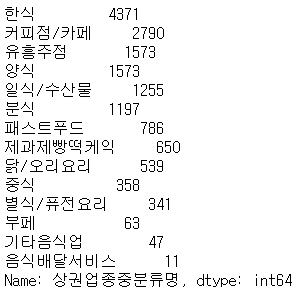 한식 4371
커피점/카페 2790
유흥주점 1573
양식 1573
일식/수산물 1255
분식 1197
패스트푸드 786
제과제빵떡케익 650
닭/오리요리 539
중식 358
별식/퓨전요리 341
부페 63
기타음식업 47
음식배달서비스 11
Name: 상권업종중분류명, dtype: int64